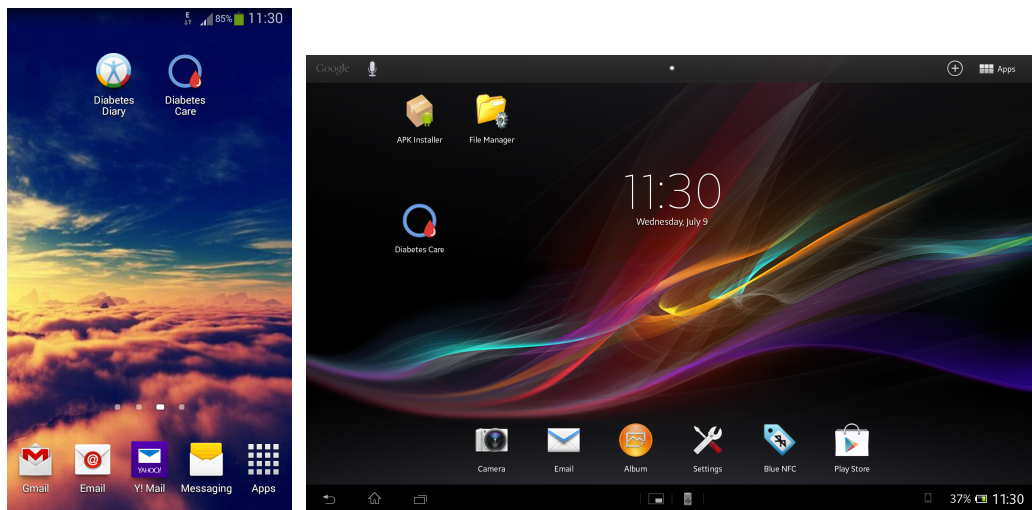 E
85%
11:30
Diabetes
Diary
Diabetes
Care
Gmail
@
Email
YAHOO!
Y! Mail
Messaging
Apps
Google
Apps
APK Installer
File Manager
11:30
Wednesday, July 9
Diabetes Care
Camera
Email
Album
Settings
Blue NFC
Play Store
37%
11:30